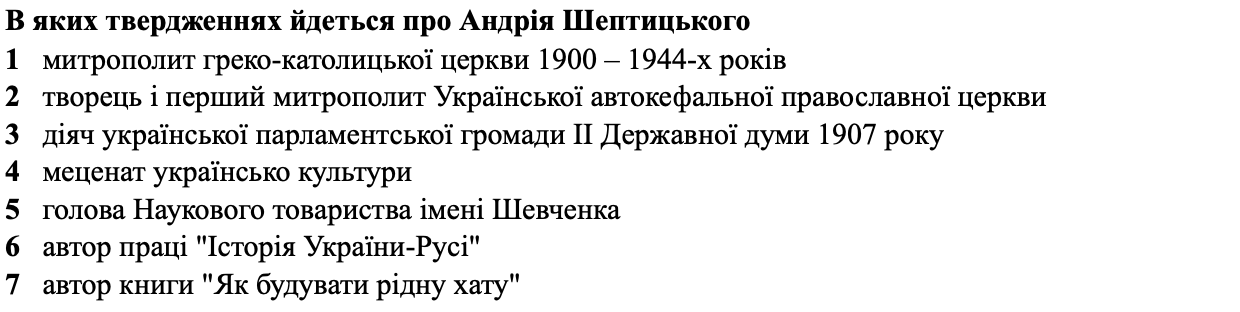 В яких твердженнях йдеться про Андрія Шептицького
1 митрополит греко-католицької церкви 1900 – 1944-х років
2 творець і перший митрополит Української автокефальної православної церкви
3 діяч української парламентської громади ІІ Державної думи 1907 року
4 меценат українсько культури
5 голова Наукового товариства імені Шевченка
6 автор праці "Історія України-Русі"
7 автор книги "Як будувати рідну хату"